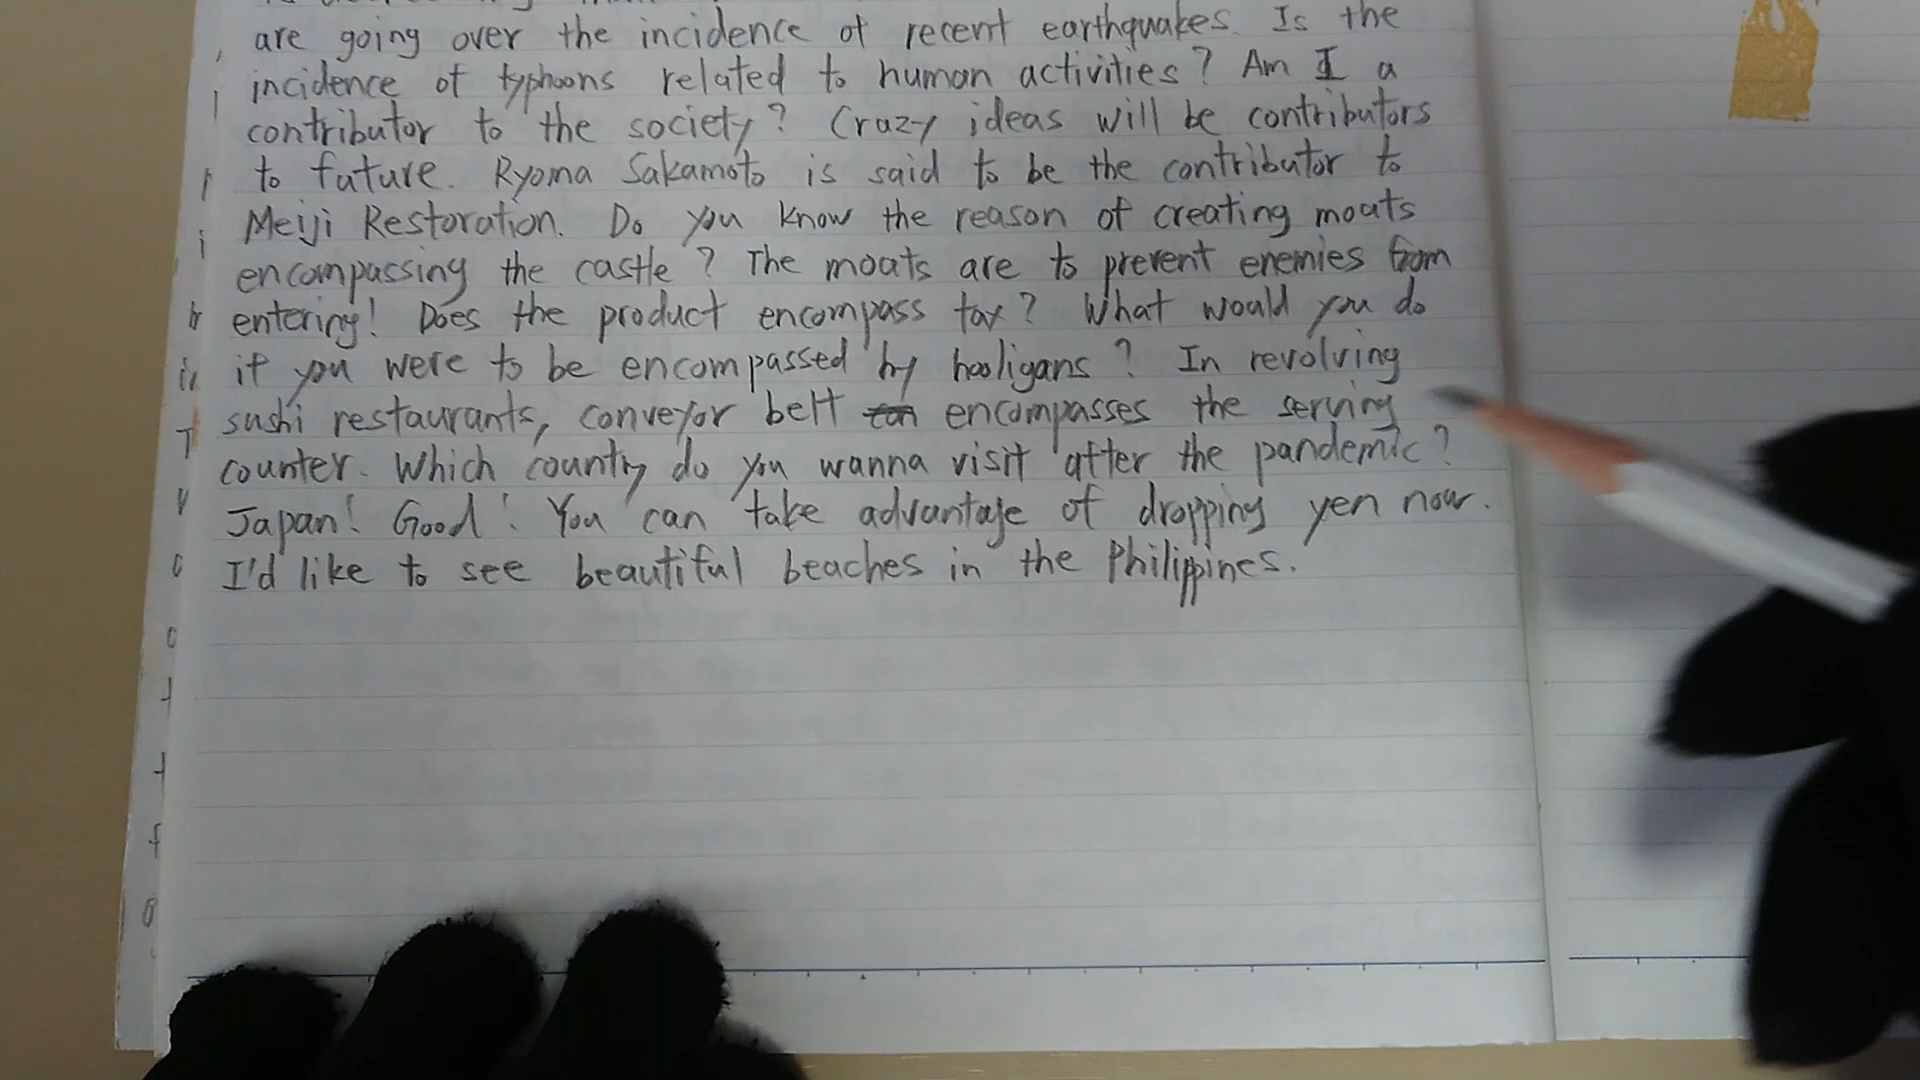 are going over the incidence of recent earthquakes. Is the
incidence of typhoons related to human activities? Am I a
contributor to the society? Crazy ideas will be contributors
to future. Ryoma Sakamoto is said to be the contributor to
Meiji Restoration. Do you know the reason of creating moats
encompassing the castle? The moats are to prevent enemies from
entering! Does the product encompass tax? What would you do
if you were to be encompassed by hooligans? In revolving
sushi restaurants, conveyor belt encompasses the serving
counter. Which country do you wanna visit after the pandemic?
Japan! Good! You can take advantage of dropping yen now.
I'd like to see beautiful beaches in the Philippines.